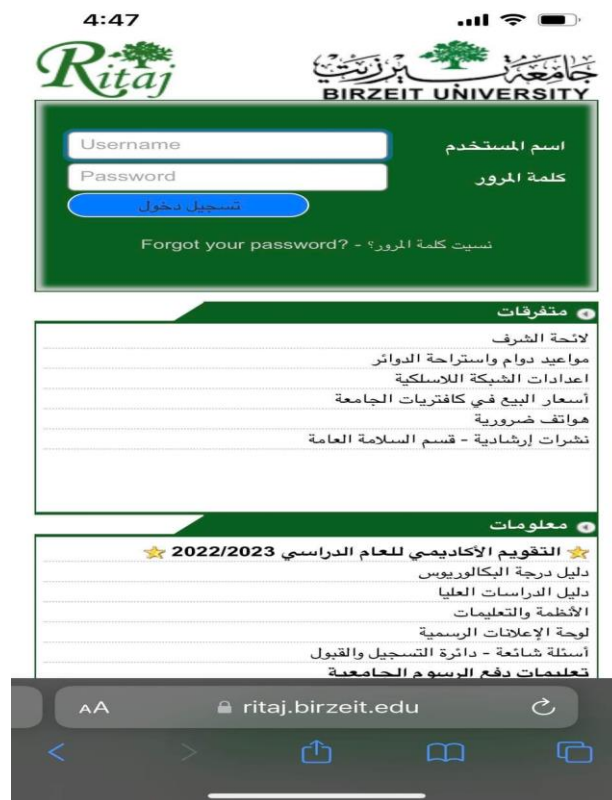 4:47
Ritaj
جامعة بيرزيت
BIRZEIT UNIVERSITY
اسم المستخدم
Username
كلمة المرور
Password
تسجيل دخول
نسيت كلمة المرور؟ - Forgot your password?
متفرقات
لائحة الشرف
مواعيد دوام واستراحة الدوائر
اعدادات الشبكة اللاسلكية
أسعار البيع في كافتريات الجامعة
هواتف ضرورية
نشرات إرشادية - قسم السلامة العامة
معلومات
التقويم الأكاديمي للعام الدراسي 2022/2023
دليل درجة البكالوريوس
دليل الدراسات العليا
الأنظمة والتعليمات
لوحة الإعلانات الرسمية
أسئلة شائعة - دائرة التسجيل والقبول
تعليمات دفع الرسوم الجامعية
AA
ritaj.birzeit.edu